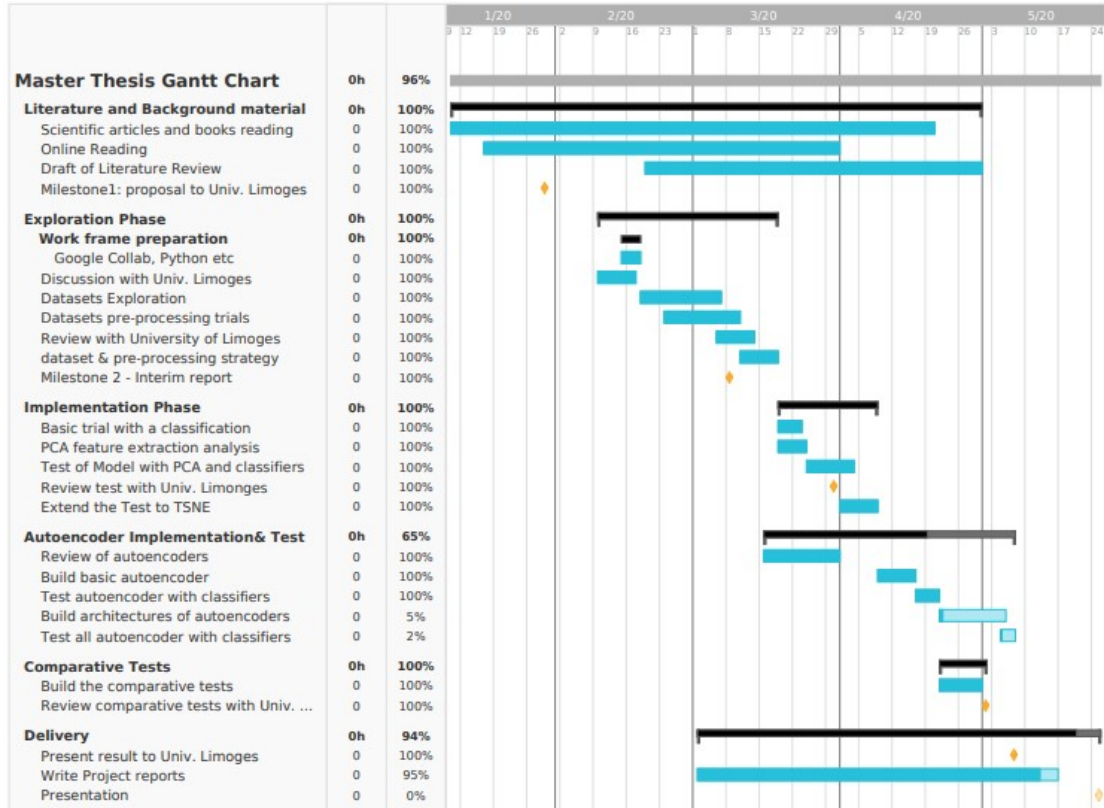 1/20 2/20 3/20 4/20 5/20
9 12 19 26 2 9 16 23 1 8 15 22 29 5 12 19 26 3 10 17 24
Master Thesis Gantt Chart 0h 96%
Literature and Background material 0h 100%
Scientific articles and books reading 0 100%
Online Reading 0 100%
Draft of Literature Review 0 100%
Milestone1: proposal to Univ. Limoges 0 100%
Exploration Phase 0h 100%
Work frame preparation 0h 100%
Google Collab, Python etc 0 100%
Discussion with Univ. Limoges 0 100%
Datasets Exploration 0 100%
Datasets pre-processing trials 0 100%
Review with University of Limoges 0 100%
dataset & pre-processing strategy 0 100%
Milestone 2 - Interim report 0 100%
Implementation Phase 0h 100%
Basic trial with a classification 0 100%
PCA feature extraction analysis 0 100%
Test of Model with PCA and classifiers 0 100%
Review test with Univ. Limonges 0 100%
Extend the Test to TSNE 0 100%
Autoencoder Implementation& Test 0h 65%
Review of autoencoders 0 100%
Build basic autoencoder 0 100%
Test autoencoder with classifiers 0 100%
Build architectures of autoencoders 0 5%
Test all autoencoder with classifiers 0 2%
Comparative Tests 0h 100%
Build the comparative tests 0 100%
Review comparative tests with Univ. ... 0 100%
Delivery 0h 94%
Present result to Univ. Limoges 0 100%
Write Project reports 0 95%
Presentation 0 0%